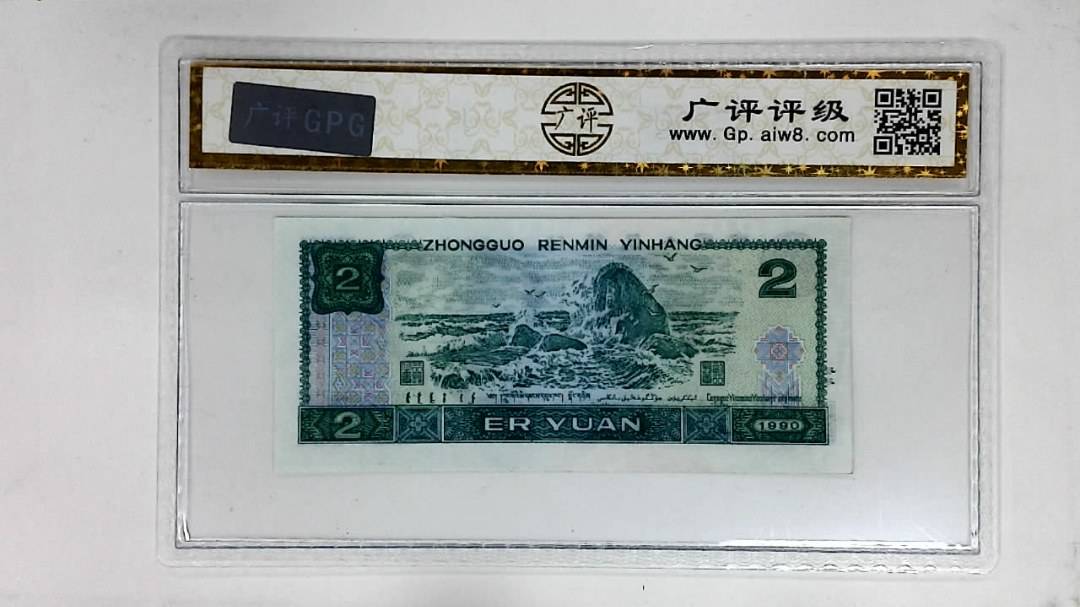 广评GPG
广评
广评评级
www.Gp.aiw8.com
ZHONGGUO RENMIN YINHANG
2
2
2
ER YUAN
1990